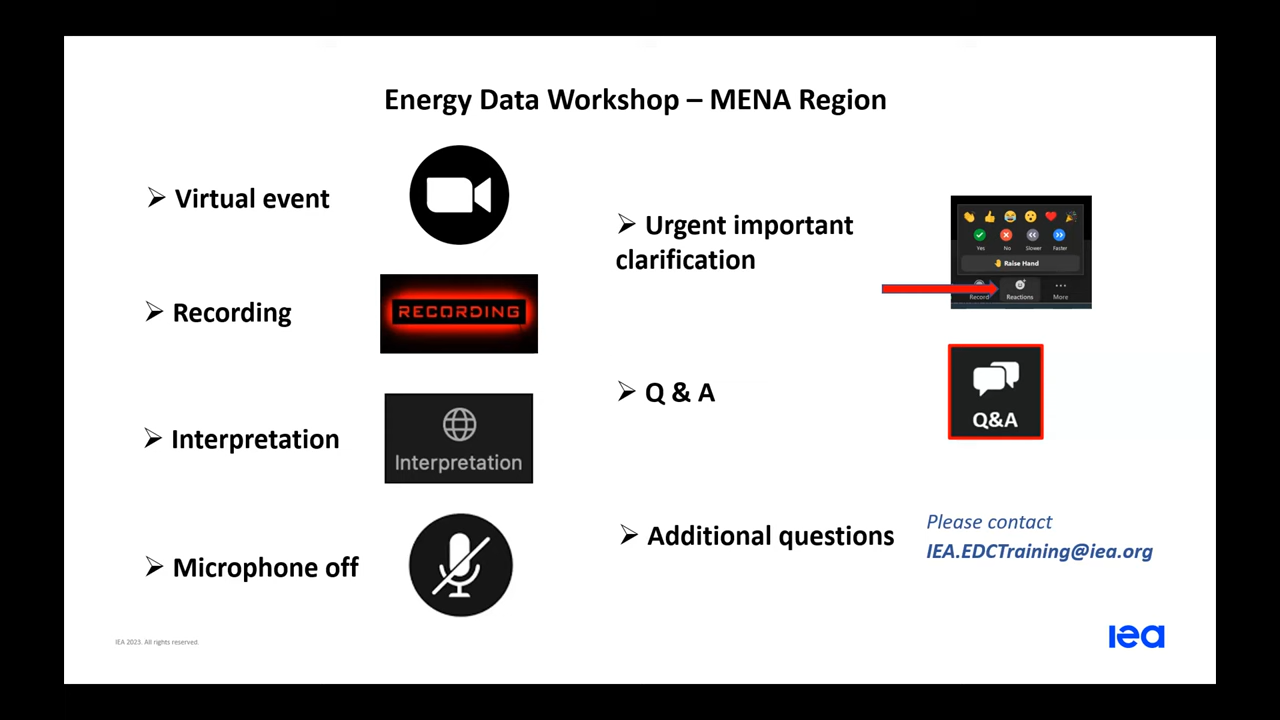 Energy Data Workshop – MENA Region
➢ Virtual event
➢ Recording
RECORDING
➢ Interpretation
Interpretation
➢ Microphone off
➢ Urgent important
clarification
Yes No Slower Faster
Raise Hand
Record Reactions More
➢ Q & A
Q&A
➢ Additional questions
Please contact
IEA.EDCTraining@iea.org
IEA 2023. All rights reserved.
iea